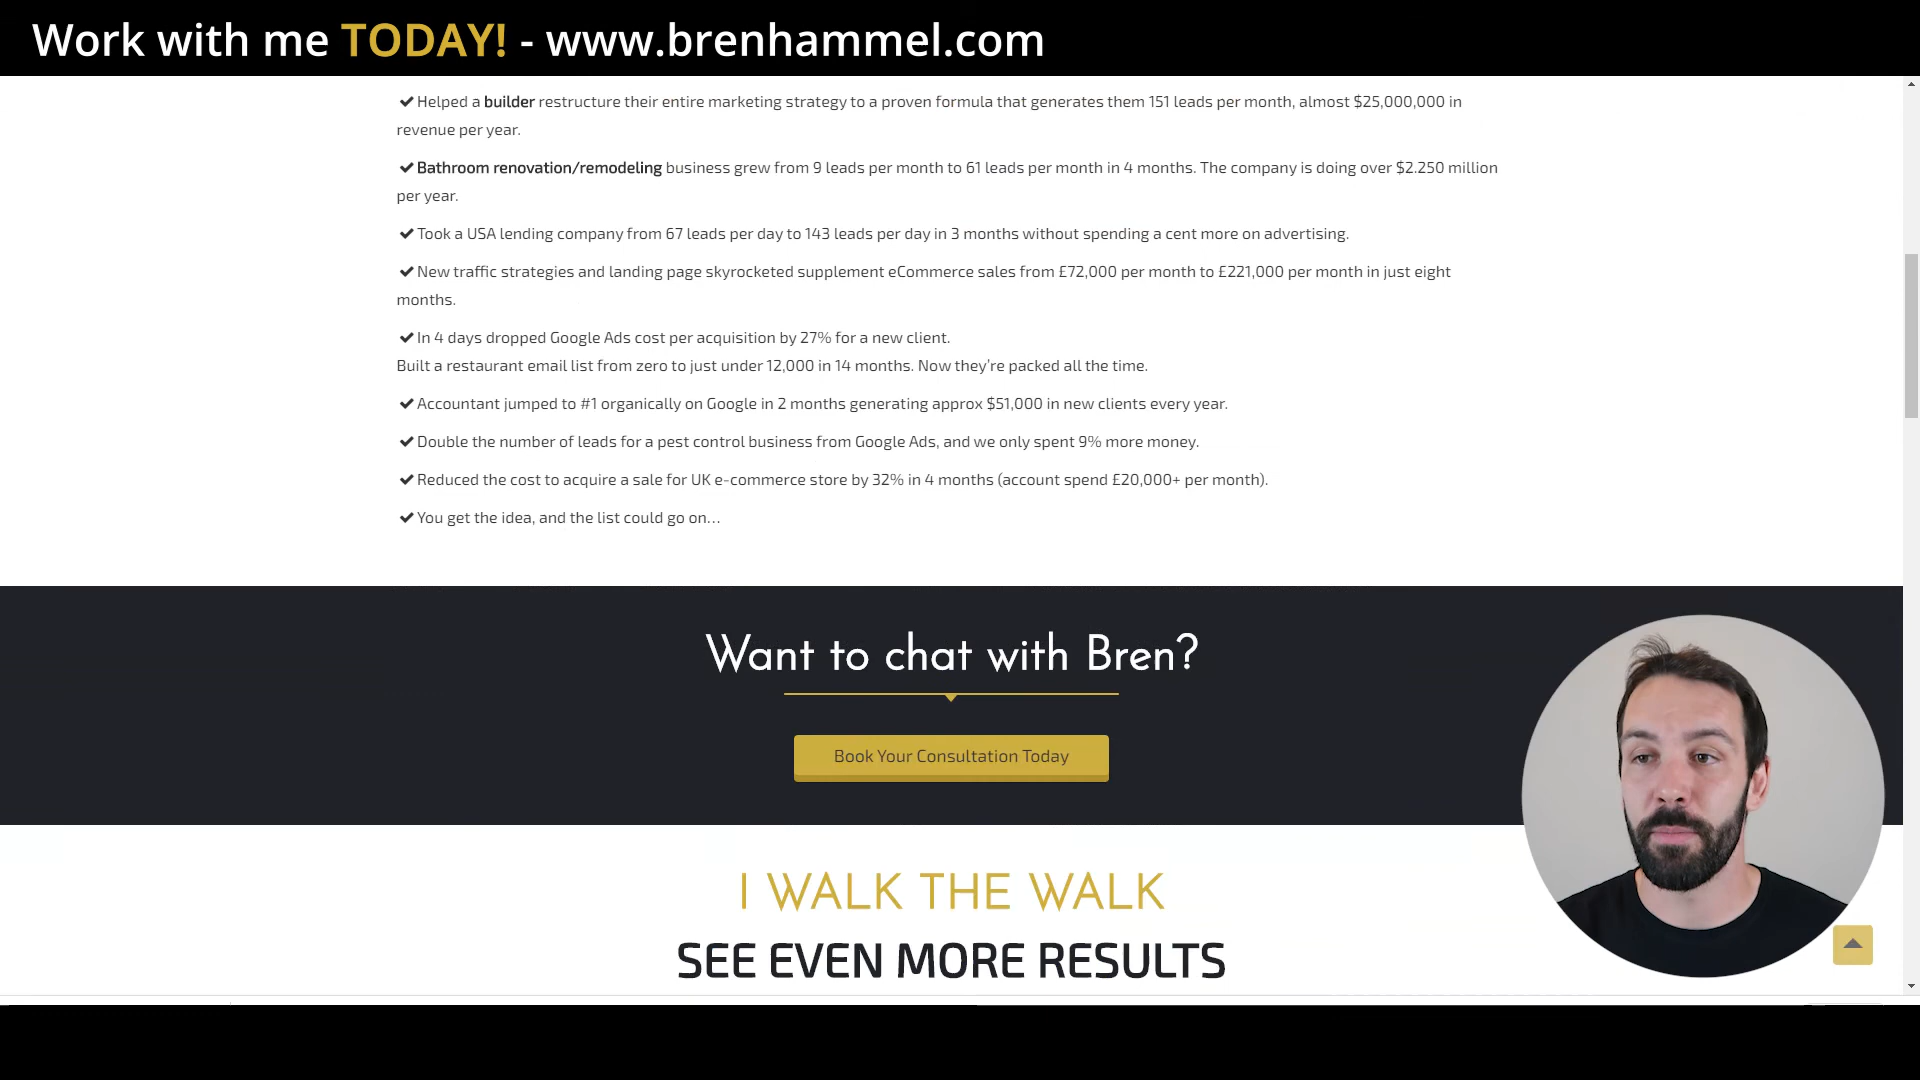 Work with me TODAY! - www.brenhammel.com
✔Helped a builder restructure their entire marketing strategy to a proven formula that generates them 151 leads per month, almost $25,000,000 in
revenue per year.
✔Bathroom renovation/remodeling business grew from 9 leads per month to 61 leads per month in 4 months. The company is doing over $2.250 million
per year.
✔Took a USA lending company from 67 leads per day to 143 leads per day in 3 months without spending a cent more on advertising.
✔New traffic strategies and landing page skyrocketed supplement eCommerce sales from £72,000 per month to £221,000 per month in just eight
months.
✔In 4 days dropped Google Ads cost per acquisition by 27% for a new client.
Built a restaurant email list from zero to just under 12,000 in 14 months. Now they’re packed all the time.
✔Accountant jumped to #1 organically on Google in 2 months generating approx $51,000 in new clients every year.
✔Double the number of leads for a pest control business from Google Ads, and we only spent 9% more money.
✔Reduced the cost to acquire a sale for UK e-commerce store by 32% in 4 months (account spend £20,000+ per month).
✔You get the idea, and the list could go on…
Want to chat with Bren?
Book Your Consultation Today
I WALK THE WALK
SEE EVEN MORE RESULTS